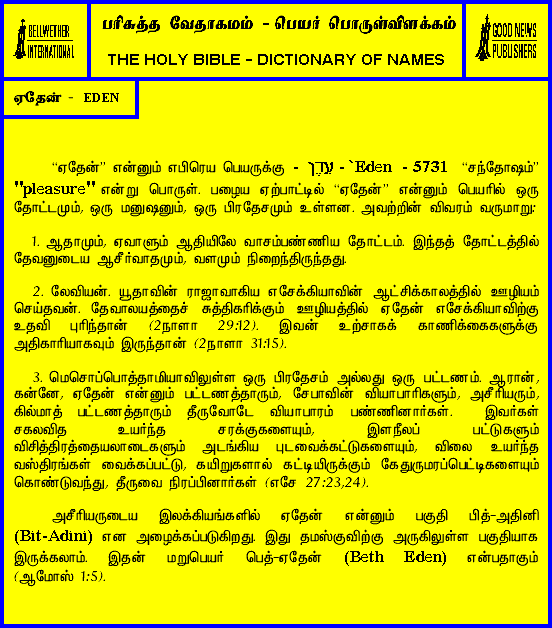 BELLWETHER
INTERNATIONAL
பரிசுத்த வேதாகமம் - பெயர் பொருள்விளக்கம்
THE HOLY BIBLE - DICTIONARY OF NAMES
GOOD NEWS
PUBLISHERS
ஏதேன் - EDEN
“ஏதேன்” என்னும் எபிரெய பெயருக்கு - עֵדֶן - `Eden - 5731 “சந்தோஷம்”
"pleasure" என்று பொருள். பழைய ஏற்பாட்டில் “ஏதேன்” என்னும் பெயரில் ஒரு
தோட்டமும், ஒரு மனுஷனும், ஒரு பிரதேசமும் உள்ளன. அவற்றின் விவரம் வருமாறு:
1. ஆதாமும், ஏவாளும் ஆதியிலே வாசம்பண்ணிய தோட்டம். இந்தத் தோட்டத்தில்
தேவனுடைய ஆசீர்வாதமும், வளமும் நிறைந்திருந்தது.
2. லேவியன். யூதாவின் ராஜாவாகிய எசேக்கியாவின் ஆட்சிக்காலத்தில் ஊழியம்
செய்தவன். தேவாலயத்தைச் சுத்திகரிக்கும் ஊழியத்தில் ஏதேன் எசேக்கியாவிற்கு
உதவி புரிந்தான் (2நாளா 29:12). இவன் உற்சாகக் காணிக்கைகளுக்கு
அதிகாரியாகவும் இருந்தான் (2நாளா 31:15).
3. மெசொப்பொத்தாமியாவிலுள்ள ஒரு பிரதேசம் அல்லது ஒரு பட்டணம். ஆரான்,
கன்னே, ஏதேன் என்னும் பட்டணத்தாரும், சேபாவின் வியாபாரிகளும், அசீரியரும்,
கில்மாத் பட்டணத்தாரும் தீருவோடே வியாபாரம் பண்ணினார்கள். இவர்கள்
சகலவித உயர்ந்த சரக்குகளையும், இளநீலப் பட்டுகளும்
விசித்திரத்தையலாடைகளும் அடங்கிய புடவைக்கட்டுகளையும், விலை உயர்ந்த
வஸ்திரங்கள் வைக்கப்பட்டு, கயிறுகளால் கட்டியிருக்கும் கேதுருமரப்பெட்டிகளையும்
கொண்டுவந்து, தீருவை நிரப்பினார்கள் (எசே 27:23,24).
அசீரியருடைய இலக்கியங்களில் ஏதேன் என்னும் பகுதி பித்-அதினி
(Bit-Adini) என அழைக்கப்படுகிறது. இது தமஸ்குவிற்கு அருகிலுள்ள பகுதியாக
இருக்கலாம். இதன் மறுபெயர் பெத்-ஏதேன் (Beth Eden) என்பதாகும்
(ஆமோஸ் 1:5).